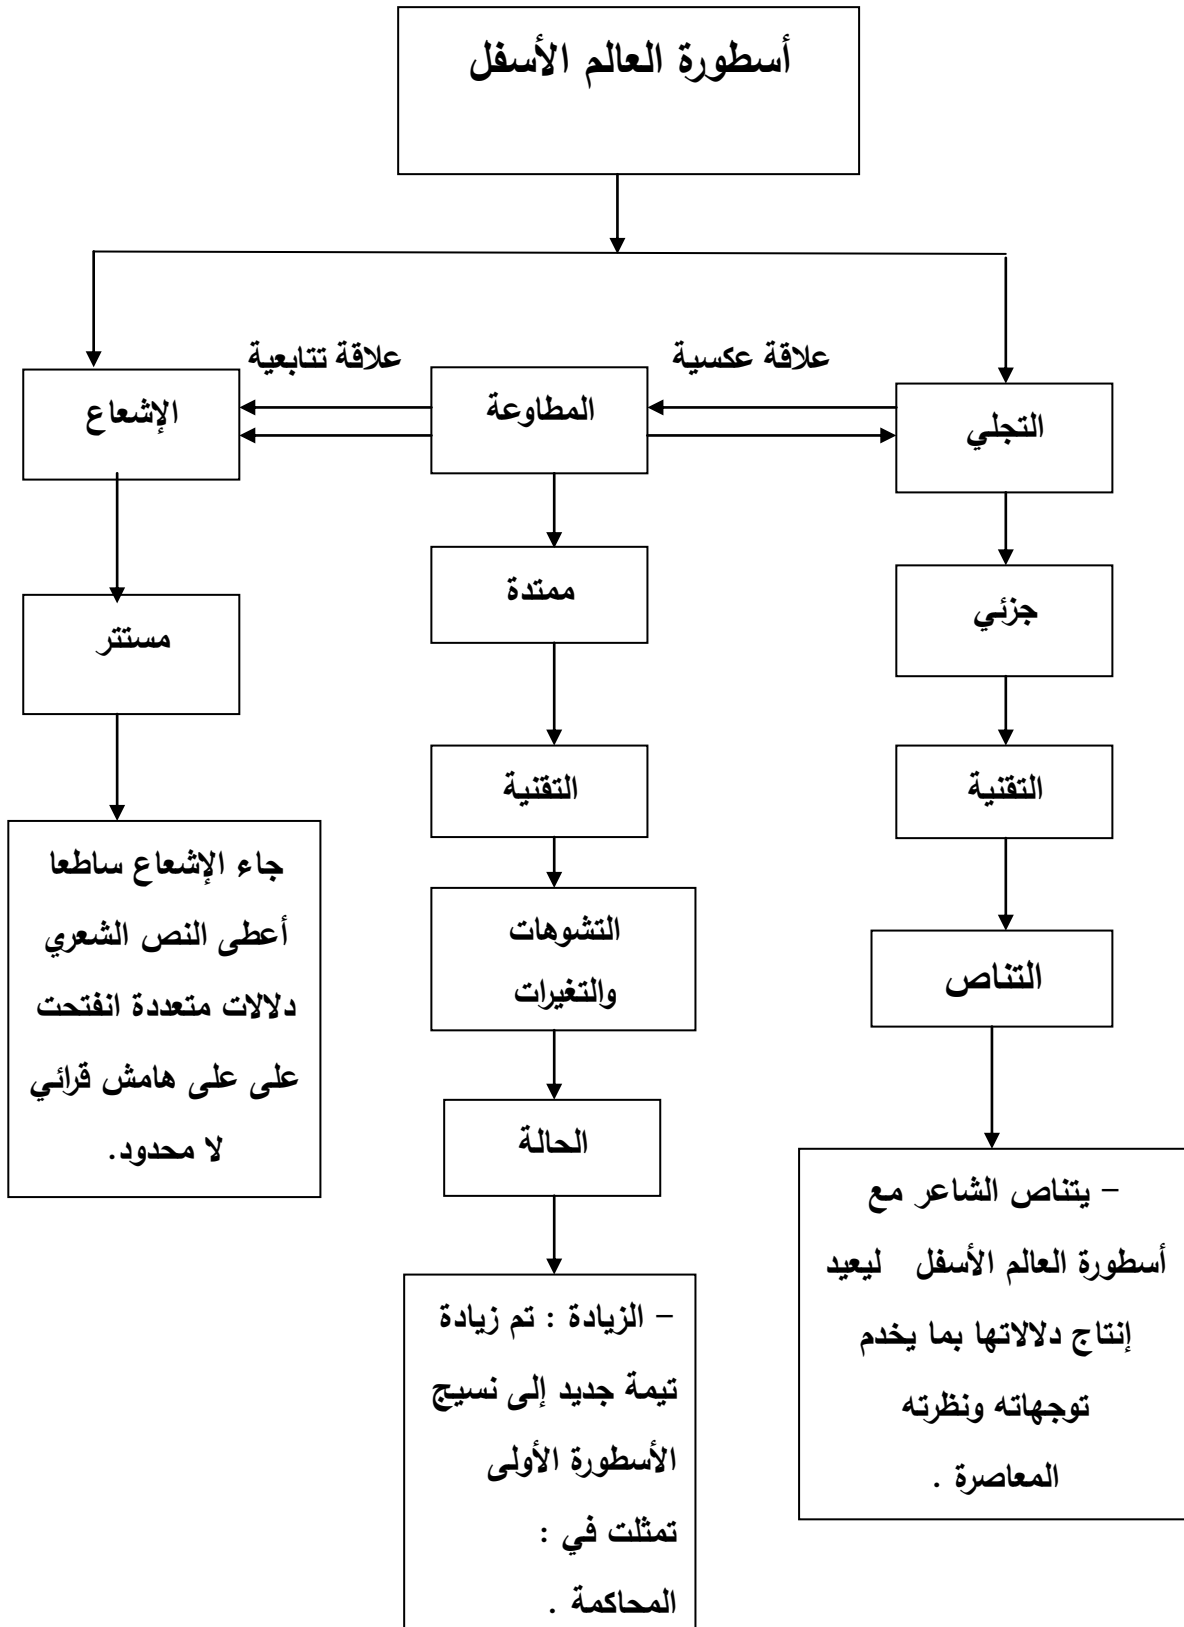 أسطورة العالم الأسفل
علاقة عكسية
علاقة تتابعية
التجلي
المطاوعة
الإشعاع
جزئي
ممتدة
مستتر
التقنية
التقنية
التناص
التشوهات
والتغيرات
الحالة
– يتناص الشاعر مع
أسطورة العالم الأسفل ليعيد
إنتاج دلالاتها بما يخدم
توجهاته ونظرته
المعاصرة .
– الزيادة : تم زيادة
تيمة جديد إلى نسيج
الأسطورة الأولى
تمثلت في :
المحاكمة .
جاء الإشعاع ساطعا
أعطى النص الشعري
دلالات متعددة انفتحت
على على هامش قرائي
لا محدود.